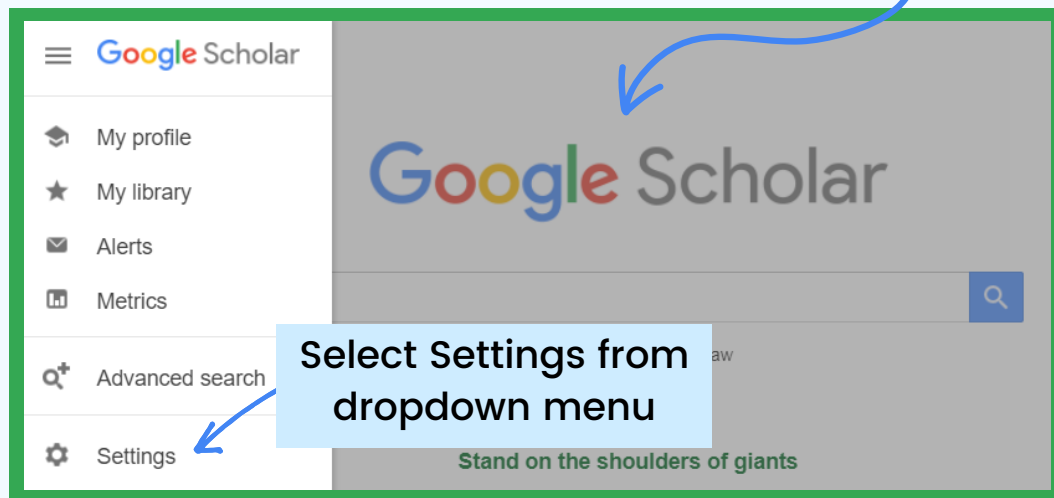 Google Scholar
My profile
My library
Alerts
Metrics
Advanced search
Settings
Google Scholar
aw
Select Settings from
dropdown menu
Stand on the shoulders of giants